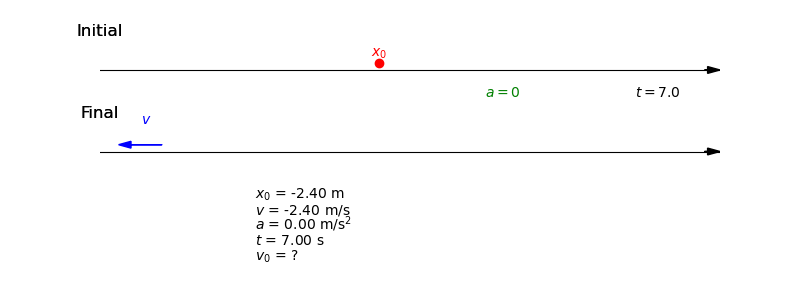 Initial
x₀
a = 0
t = 7.0
Final
v
x₀ = -2.40 m
v = -2.40 m/s
a = 0.00 m/s²
t = 7.00 s
v₀ = ?